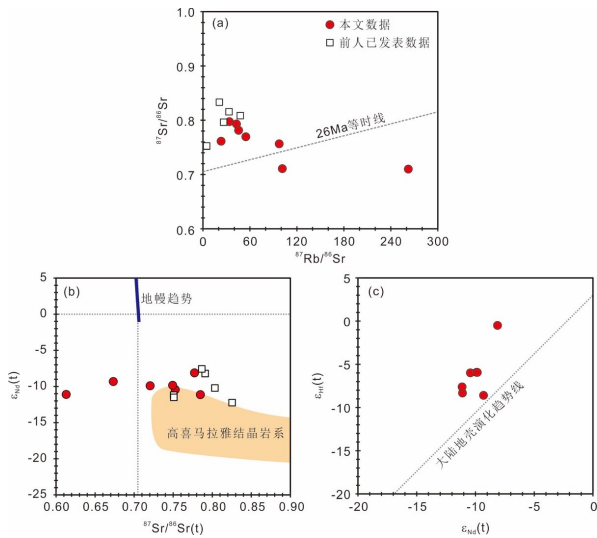 (a)
本文数据
前人已发表数据
26Ma等时线
⁸⁷Sr/⁸⁶Sr
1.0
0.9
0.8
0.7
0.6
0 60 120 180 240 300
⁸⁷Rb/⁸⁶Sr
(b)
地幔趋势
高喜马拉雅结晶岩系
εNd(t)
5
0
-5
-10
-15
-20
-25
0.60 0.65 0.70 0.75 0.80 0.85 0.90
⁸⁷Sr/⁸⁶Sr(t)
(c)
大陆地壳演化趋势线
εHf(t)
5
0
-5
-10
-15
-20
-20 -15 -10 -5 0
εNd(t)